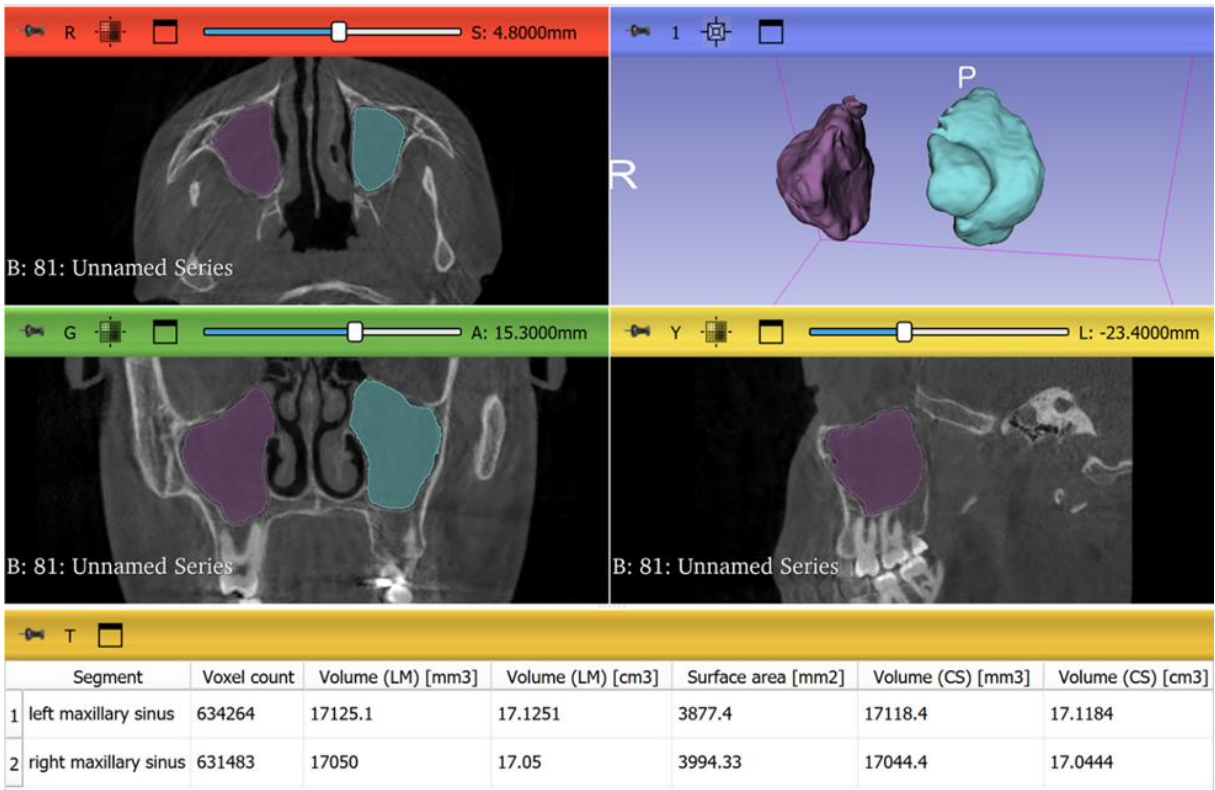 R S: 4.8000mm
1
P
R
B: 81: Unnamed Series
G A: 15.3000mm
Y L: -23.4000mm
B: 81: Unnamed Series
B: 81: Unnamed Series
T
Segment Voxel count Volume (LM) [mm3] Volume (LM) [cm3] Surface area [mm2] Volume (CS) [mm3] Volume (CS) [cm3]
1 left maxillary sinus 634264 17125.1 17.1251 3877.4 17118.4 17.1184
2 right maxillary sinus 631483 17050 17.05 3994.33 17044.4 17.0444